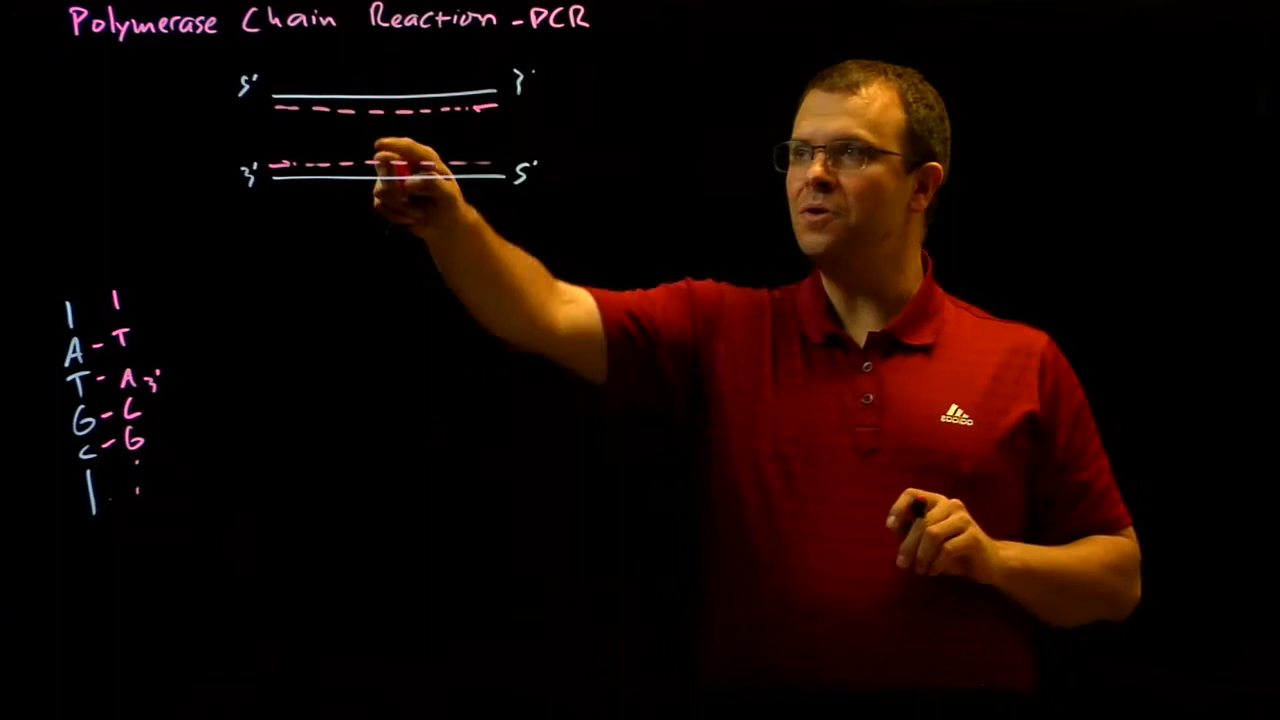 Polymerase Chain Reaction - PCR
5' 3'
3' 5'
A - T
T - A 3'
G - C
C - G
adidas